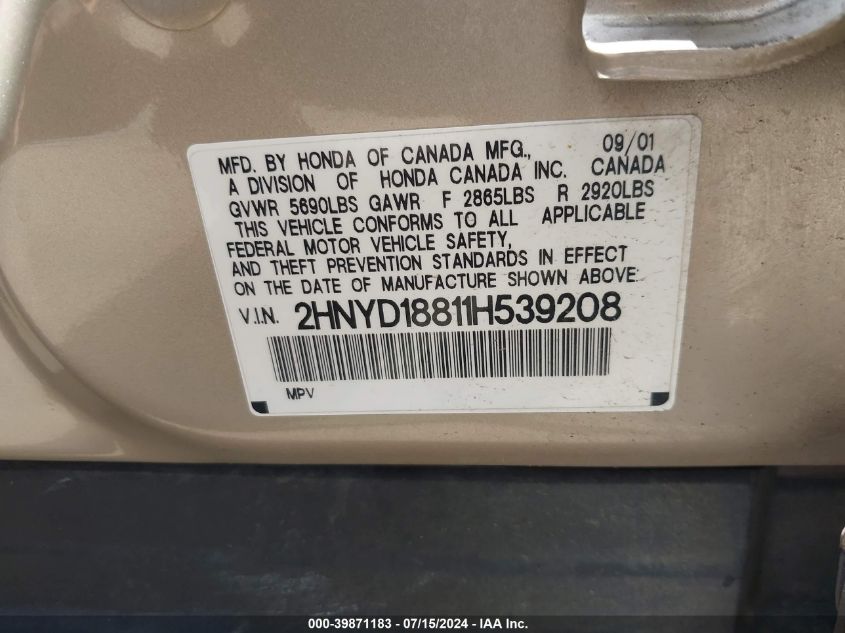 MFD. BY HONDA OF CANADA MFG., 09/01
A DIVISION OF HONDA CANADA INC. CANADA
GVWR 5690LBS GAWR F 2865LBS R 2920LBS
THIS VEHICLE CONFORMS TO ALL APPLICABLE
FEDERAL MOTOR VEHICLE SAFETY,
AND THEFT PREVENTION STANDARDS IN EFFECT
ON THE DATE OF MANUFACTURE SHOWN ABOVE.
V.I.N. 2HNYD18811H539208
MPV
000-39871183 - 07/15/2024 - IAA Inc.